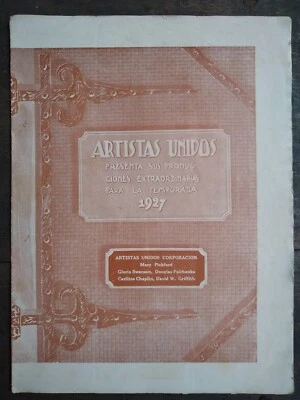 ARTISTAS UNIDOS
PRESENTA SUS PRODUC-
CIONES EXTRAORDINARIAS
PARA LA TEMPORADA
1927
ARTISTAS UNIDOS CORPORACION
Mary Pickford
Gloria Swanson, Douglas Fairbanks
Carlitos Chaplin, David W. Griffith